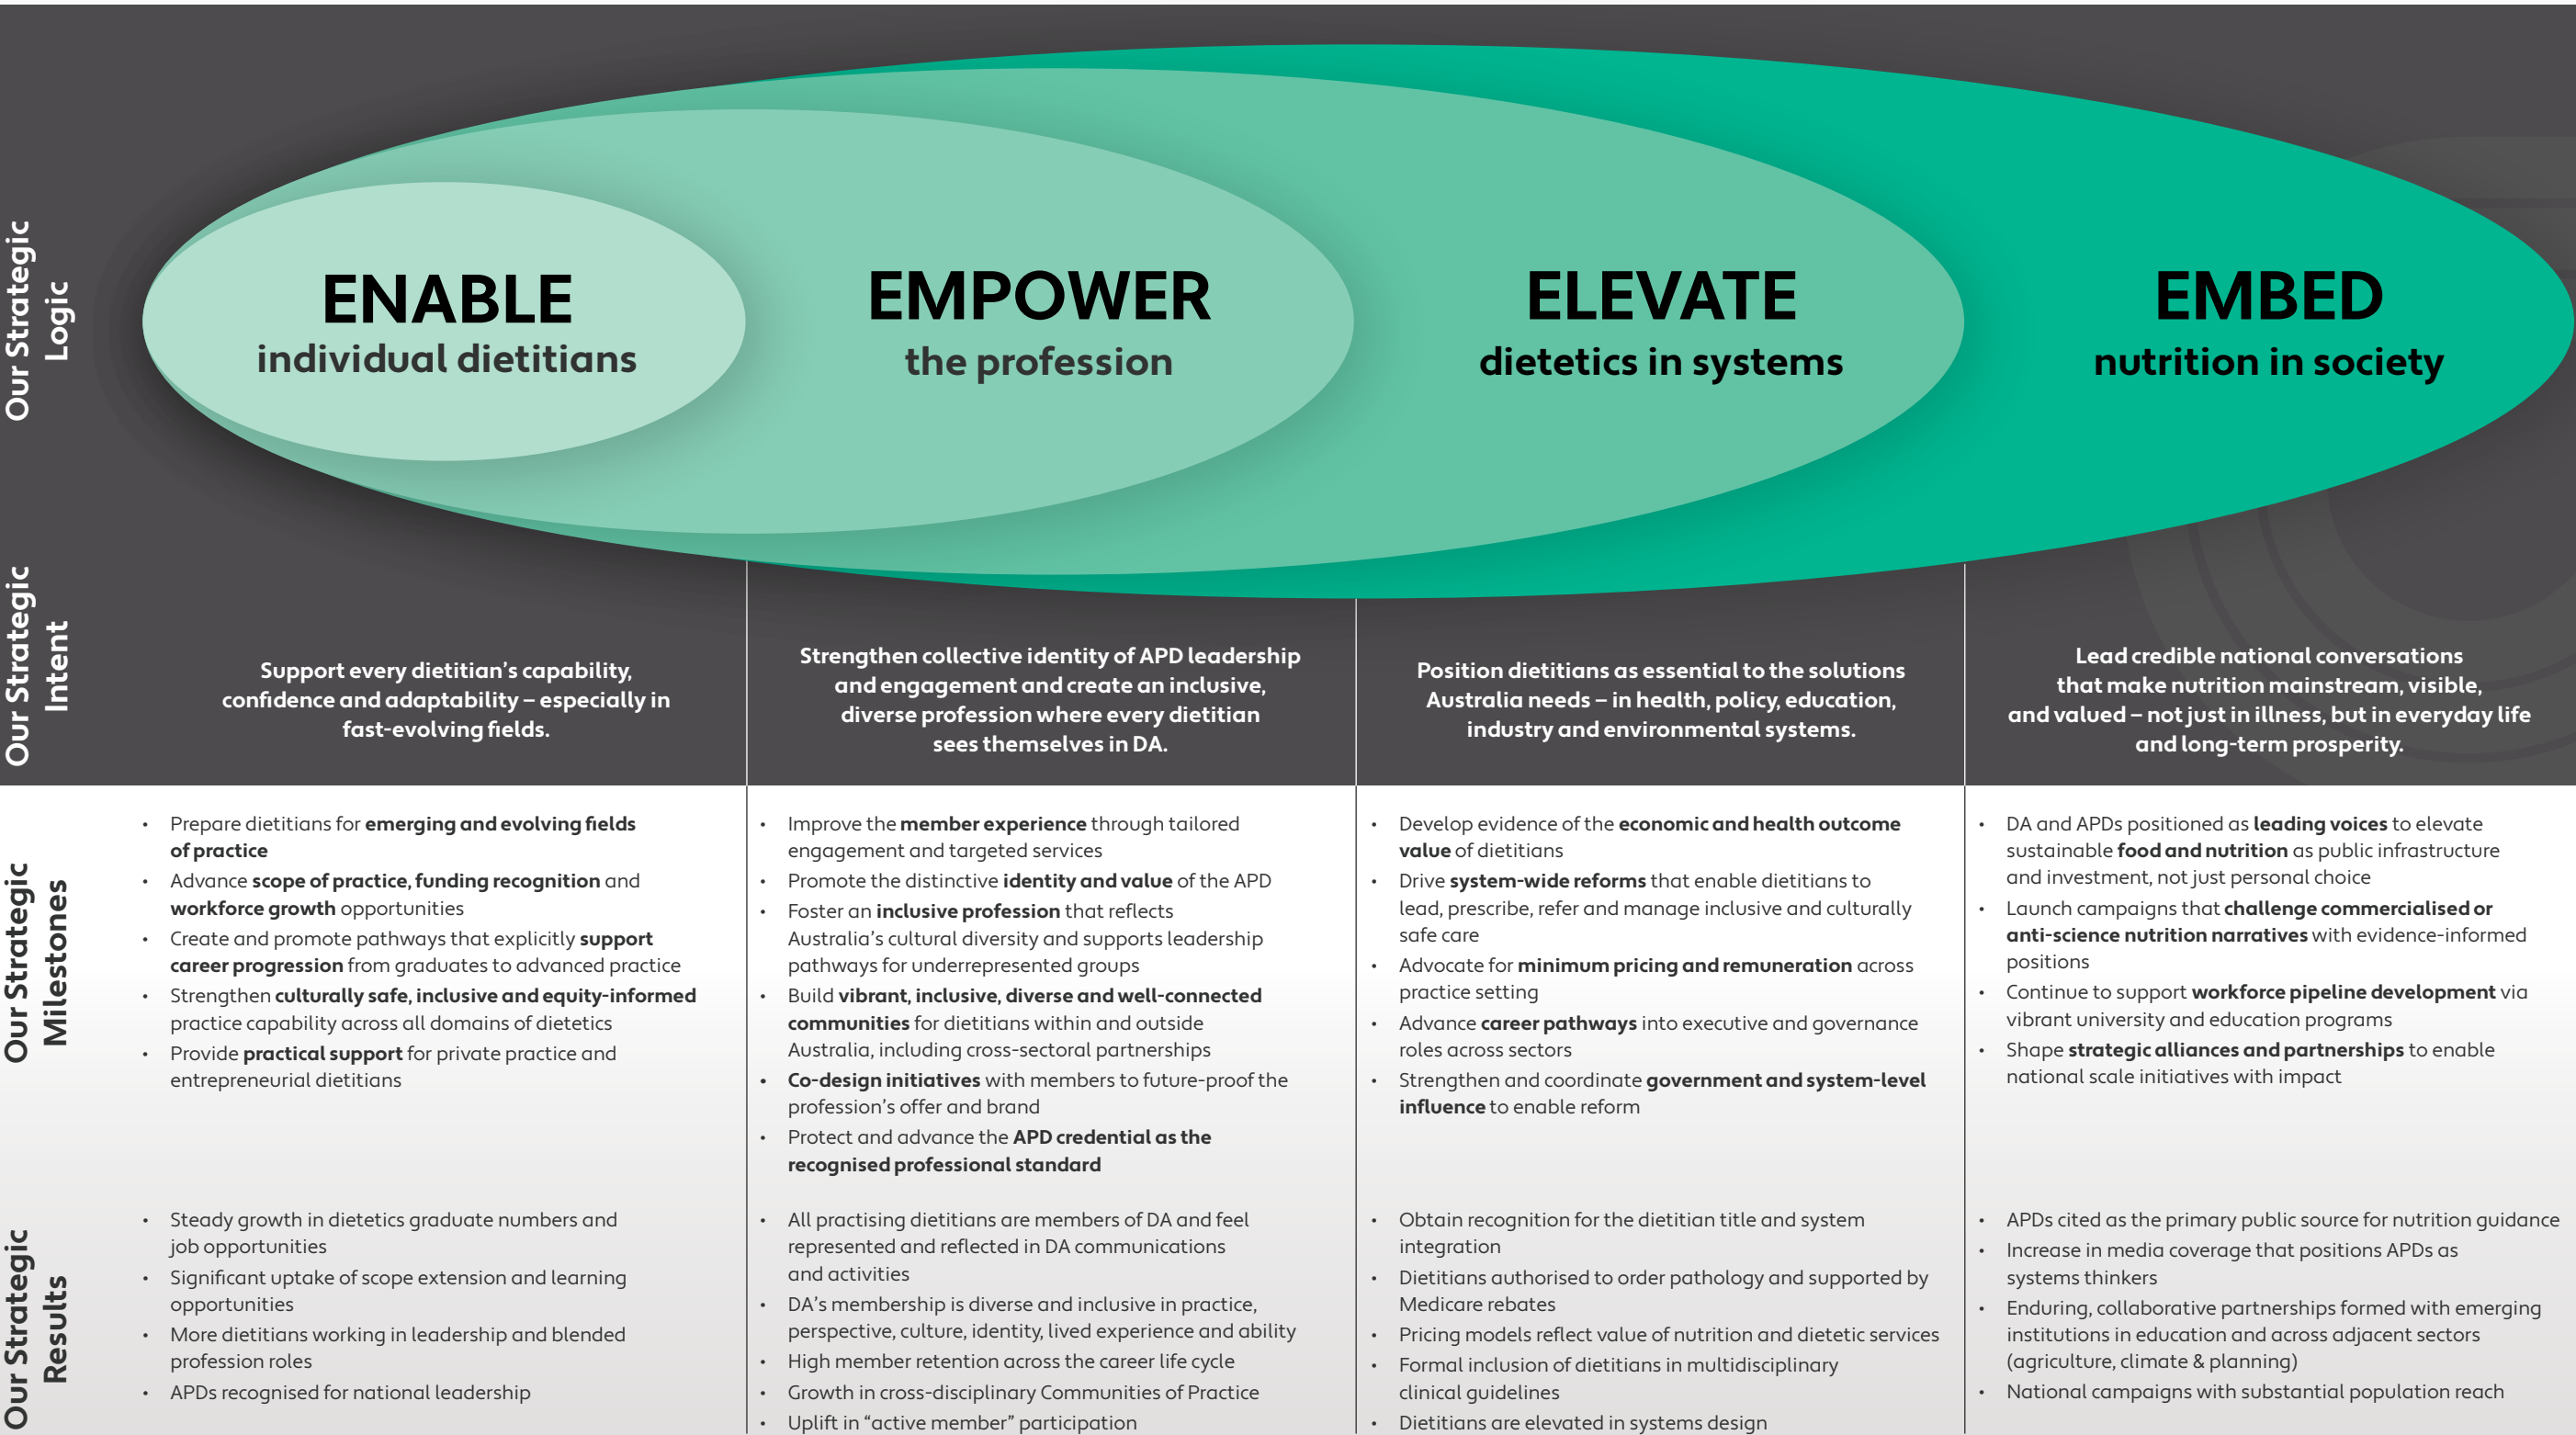 Our Strategic
Logic
ENABLE
individual dietitians
EMPOWER
the profession
ELEVATE
dietetics in systems
EMBED
nutrition in society
Our Strategic
Intent
Support every dietitian’s capability,
confidence and adaptability – especially in
fast-evolving fields.
Strengthen collective identity of APD leadership
and engagement and create an inclusive,
diverse profession where every dietitian
sees themselves in DA.
Position dietitians as essential to the solutions
Australia needs – in health, policy, education,
industry and environmental systems.
Lead credible national conversations
that make nutrition mainstream, visible,
and valued – not just in illness, but in everyday life
and long-term prosperity.
Our Strategic
Milestones
• Prepare dietitians for emerging and evolving fields
of practice
• Advance scope of practice, funding recognition and
workforce growth opportunities
• Create and promote pathways that explicitly support
career progression from graduates to advanced practice
• Strengthen culturally safe, inclusive and equity-informed
practice capability across all domains of dietetics
• Provide practical support for private practice and
entrepreneurial dietitians
• Improve the member experience through tailored
engagement and targeted services
• Promote the distinctive identity and value of the APD
• Foster an inclusive profession that reflects
Australia’s cultural diversity and supports leadership
pathways for underrepresented groups
• Build vibrant, inclusive, diverse and well-connected
communities for dietitians within and outside
Australia, including cross-sectoral partnerships
• Co-design initiatives with members to future-proof the
profession’s offer and brand
• Protect and advance the APD credential as the
recognised professional standard
• Develop evidence of the economic and health outcome
value of dietitians
• Drive system-wide reforms that enable dietitians to
lead, prescribe, refer and manage inclusive and culturally
safe care
• Advocate for minimum pricing and remuneration across
practice setting
• Advance career pathways into executive and governance
roles across sectors
• Strengthen and coordinate government and system-level
influence to enable reform
• DA and APDs positioned as leading voices to elevate
sustainable food and nutrition as public infrastructure
and investment, not just personal choice
• Launch campaigns that challenge commercialised or
anti-science nutrition narratives with evidence-informed
positions
• Continue to support workforce pipeline development via
vibrant university and education programs
• Shape strategic alliances and partnerships to enable
national scale initiatives with impact
Our Strategic
Results
• Steady growth in dietetics graduate numbers and
job opportunities
• Significant uptake of scope extension and learning
opportunities
• More dietitians working in leadership and blended
profession roles
• APDs recognised for national leadership
• All practising dietitians are members of DA and feel
represented and reflected in DA communications
and activities
• DA’s membership is diverse and inclusive in practice,
perspective, culture, identity, lived experience and ability
• High member retention across the career life cycle
• Growth in cross-disciplinary Communities of Practice
• Uplift in “active member” participation
• Obtain recognition for the dietitian title and system
integration
• Dietitians authorised to order pathology and supported by
Medicare rebates
• Pricing models reflect value of nutrition and dietetic services
• Formal inclusion of dietitians in multidisciplinary
clinical guidelines
• Dietitians are elevated in systems design
• APDs cited as the primary public source for nutrition guidance
• Increase in media coverage that positions APDs as
systems thinkers
• Enduring, collaborative partnerships formed with emerging
institutions in education and across adjacent sectors
(agriculture, climate & planning)
• National campaigns with substantial population reach